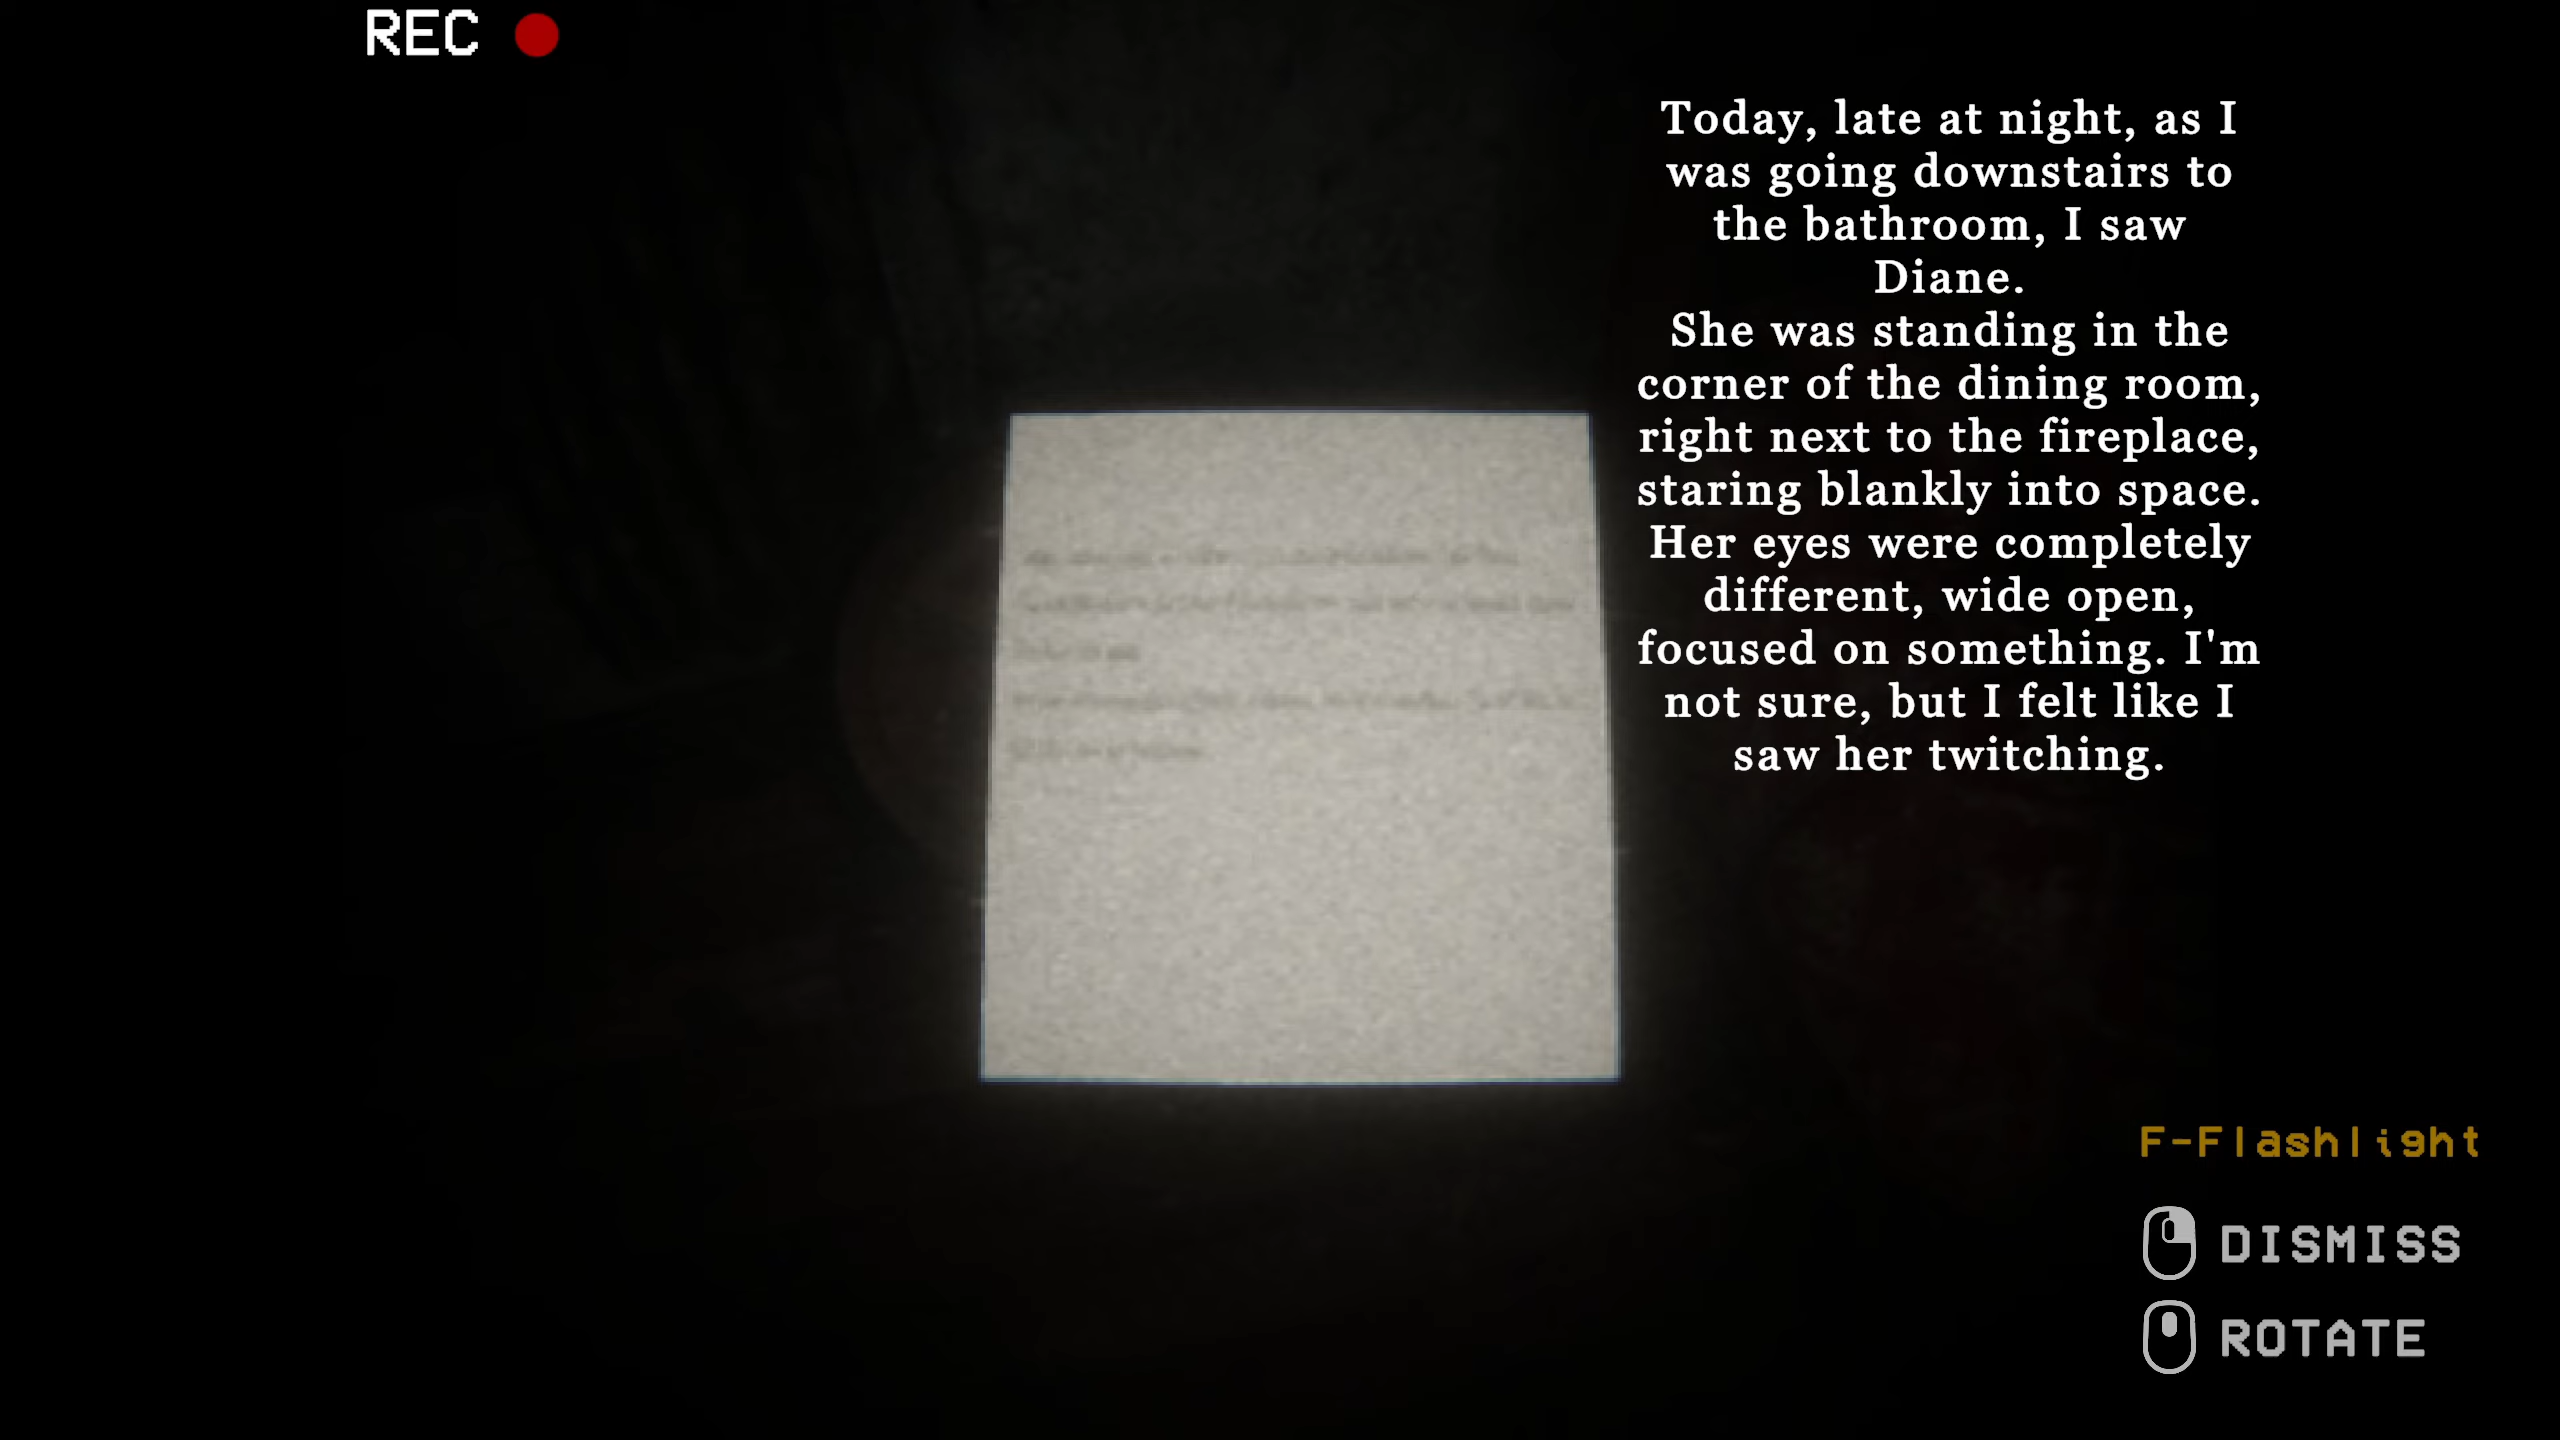 REC
Today, late at night, as I
was going downstairs to
the bathroom, I saw
Diane.
She was standing in the
corner of the dining room,
right next to the fireplace,
staring blankly into space.
Her eyes were completely
different, wide open,
focused on something. I'm
not sure, but I felt like I
saw her twitching.
F-Flashlight
DISMISS
ROTATE